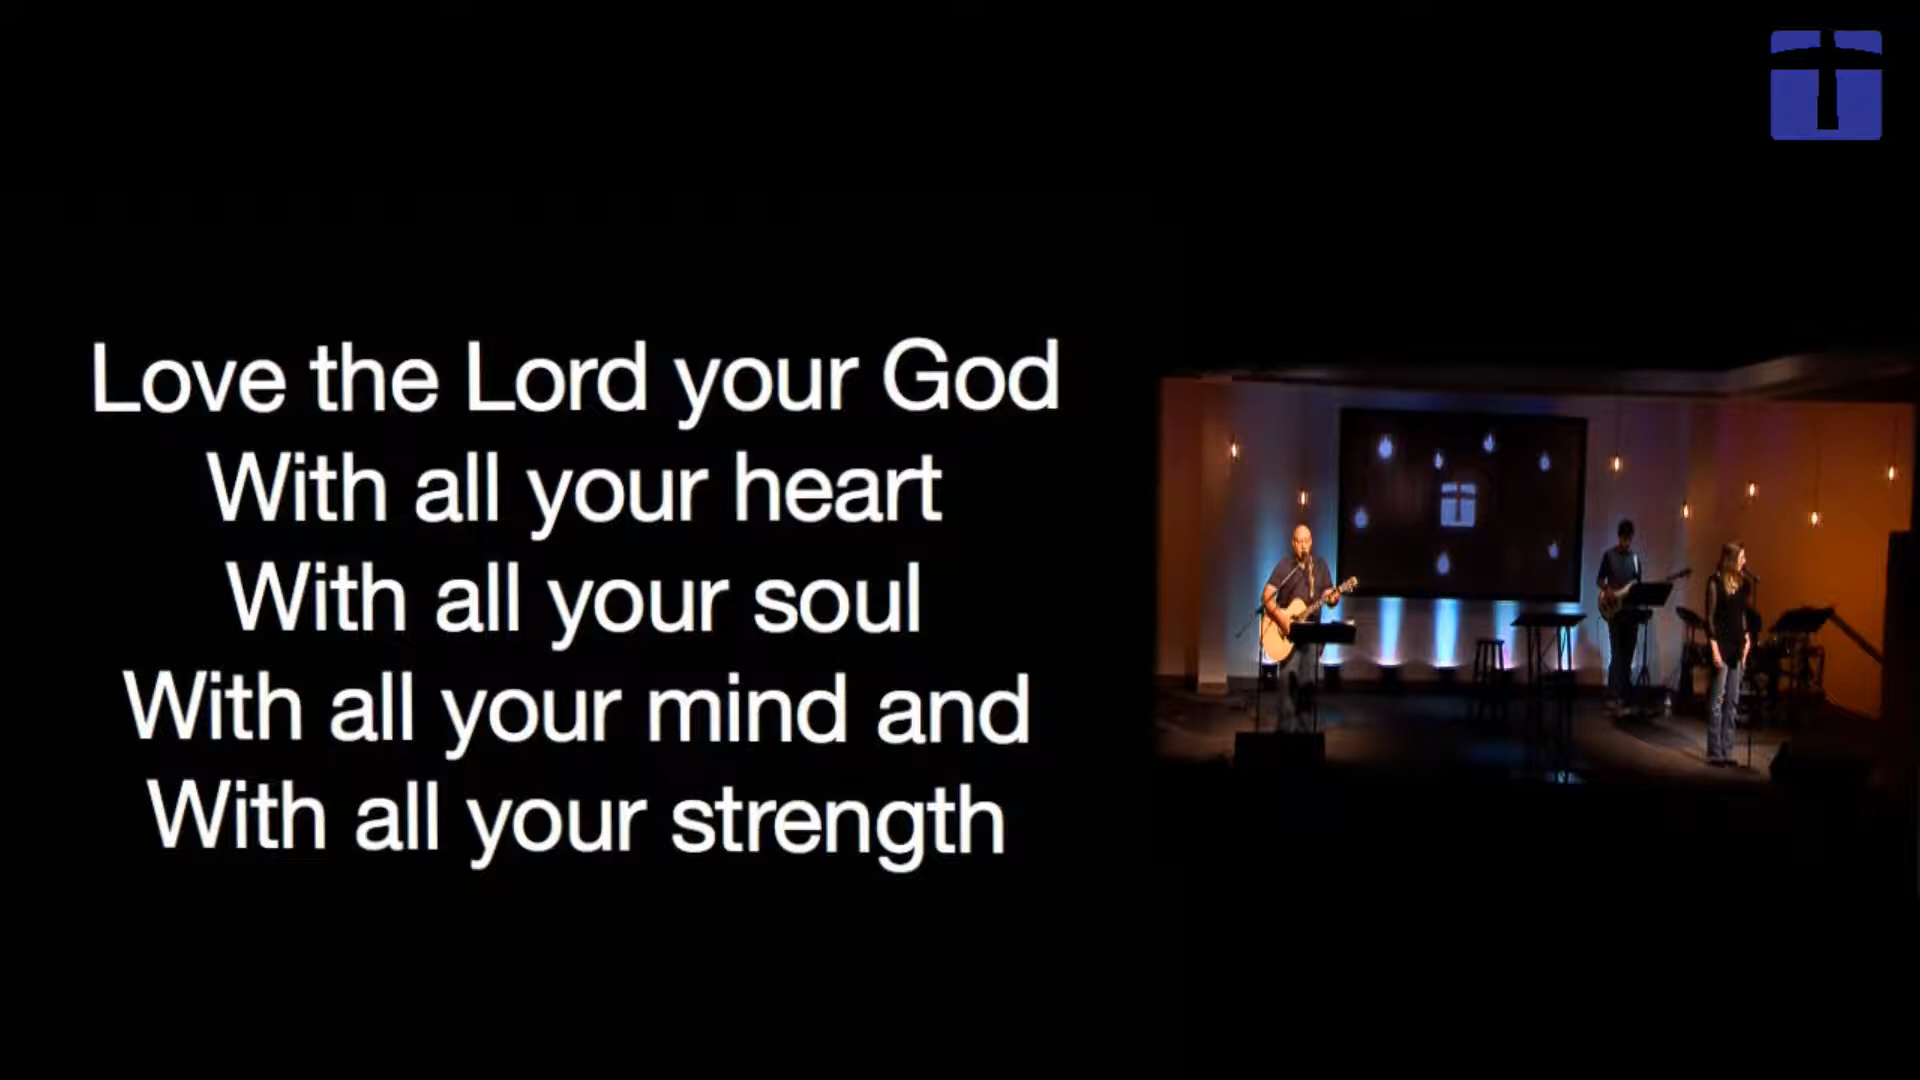 Love the Lord your God
With all your heart
With all your soul
With all your mind and
With all your strength